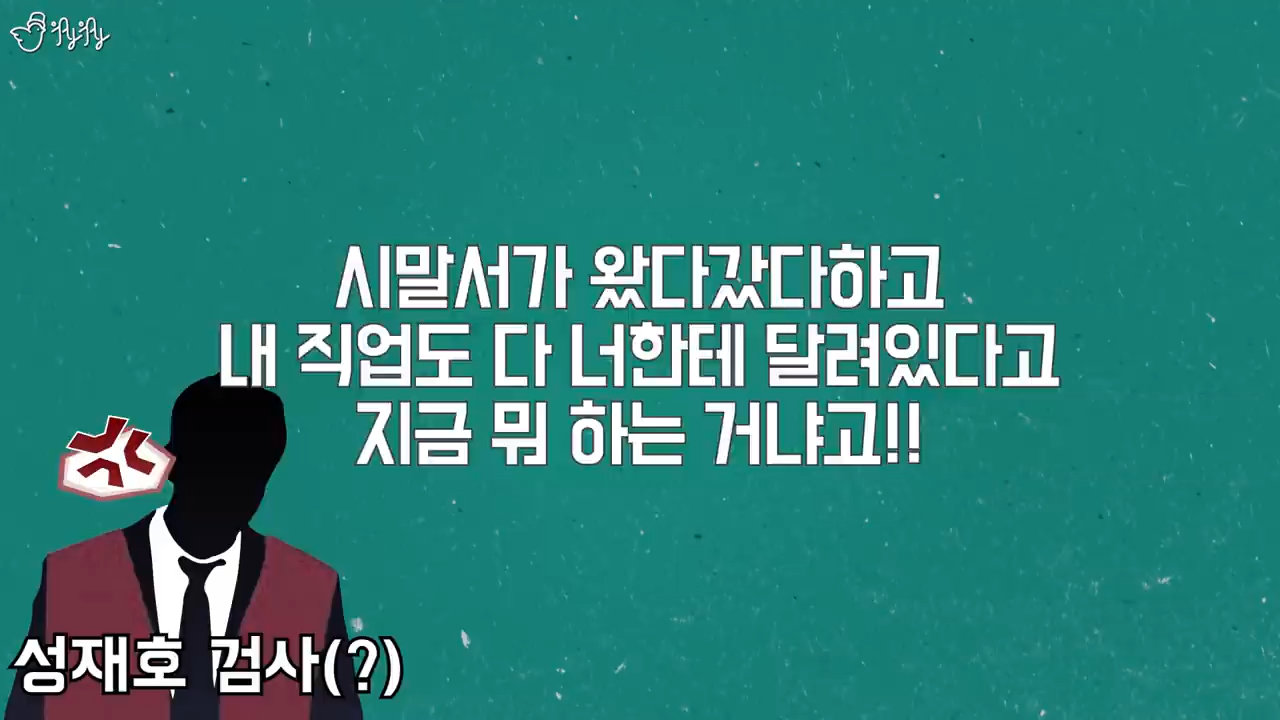 시말서가 왔다갔다하고
내 직업도 다 너한테 달려있다고
지금 뭐 하는 거냐고!!
성재호 검사(?)